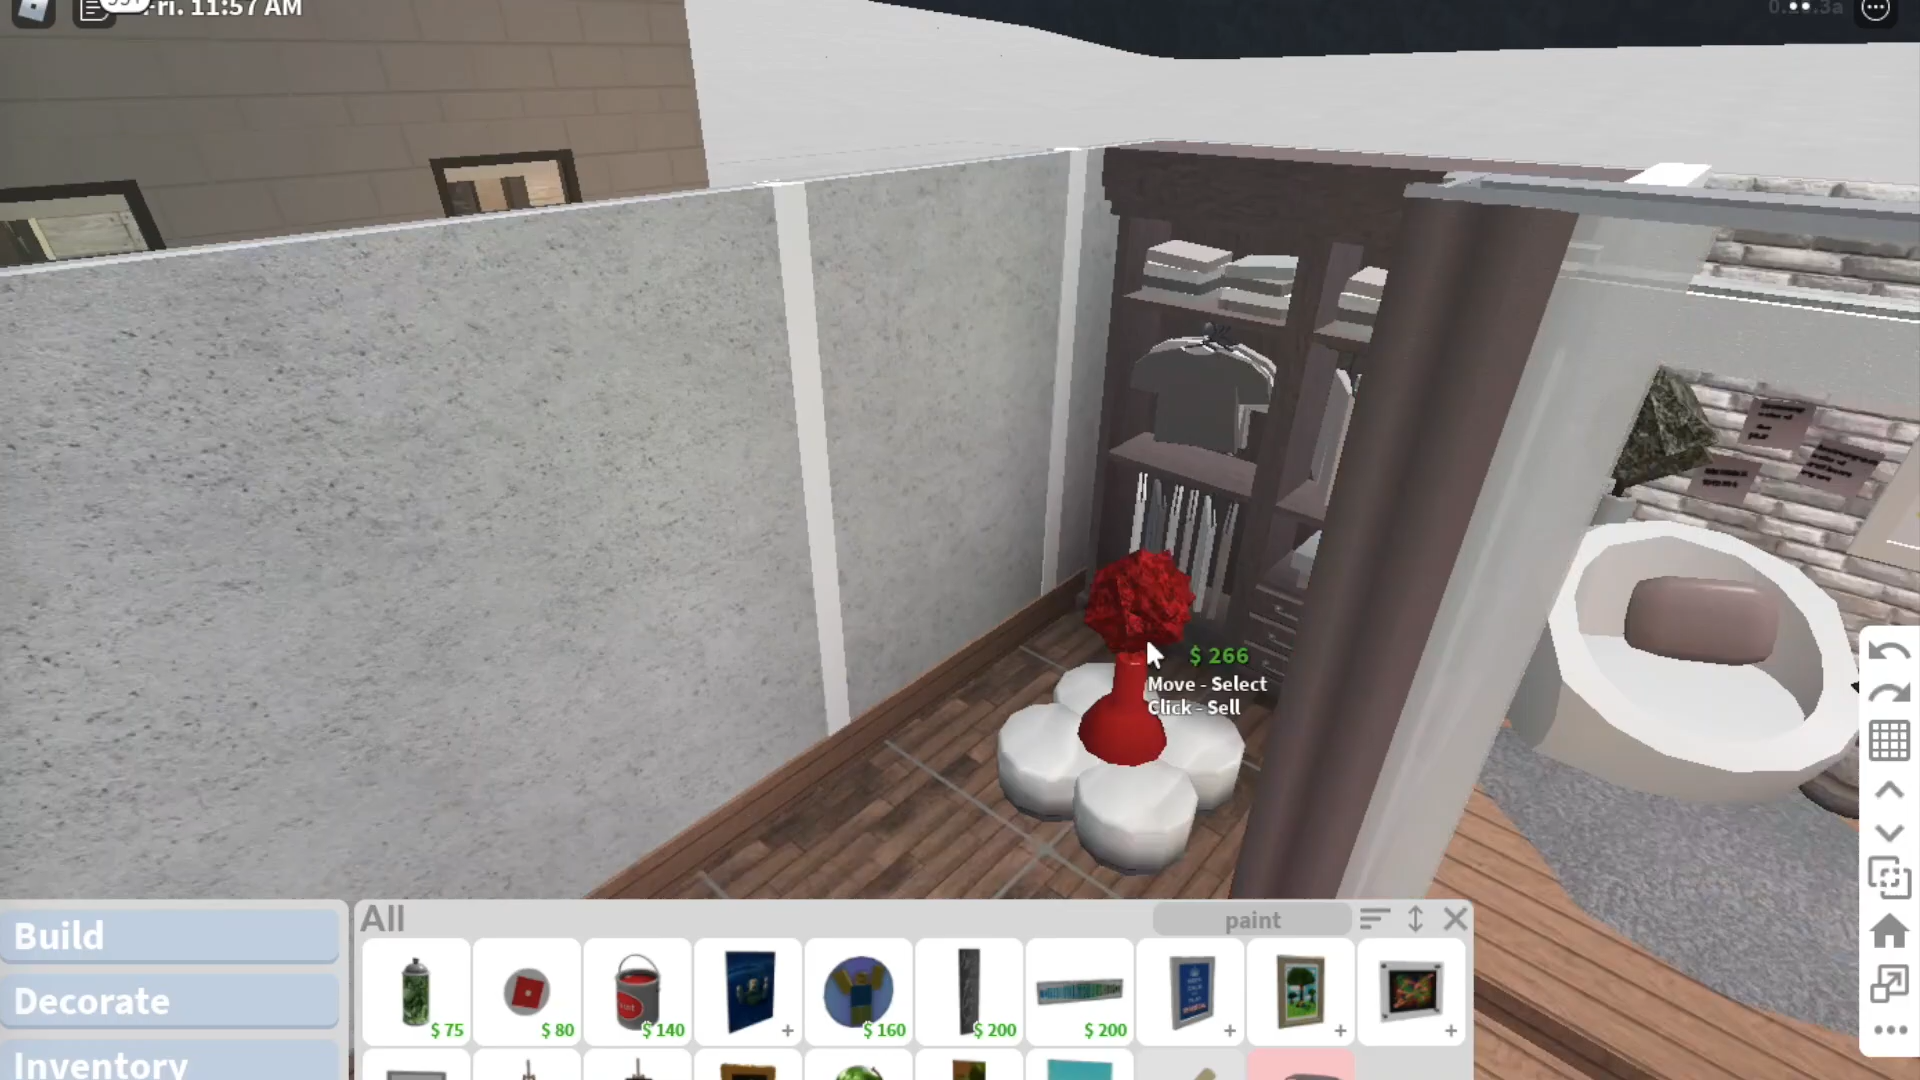 Fri. 11:57 AM
$ 266
Move - Select
Click - Sell
Build
Decorate
Inventory
All
paint
$ 75
$ 80
$ 140
$ 160
$ 200
$ 200